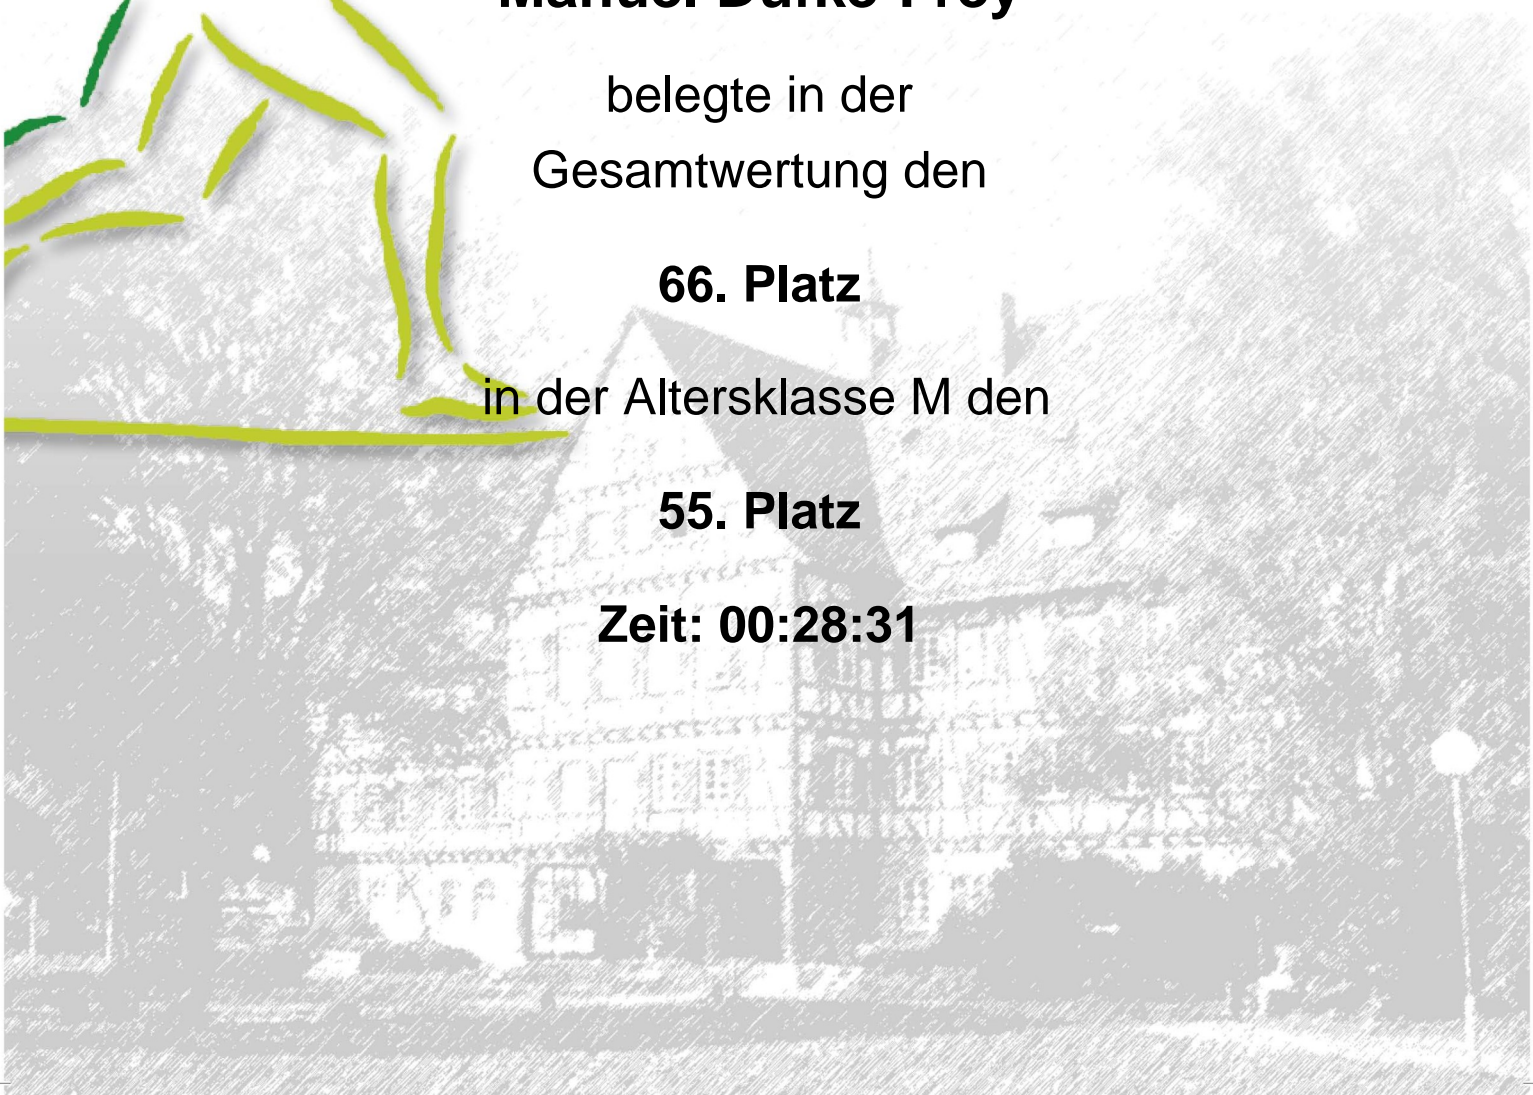 belegte in der
Gesamtwertung den
66. Platz
in der Altersklasse M den
55. Platz
Zeit: 00:28:31